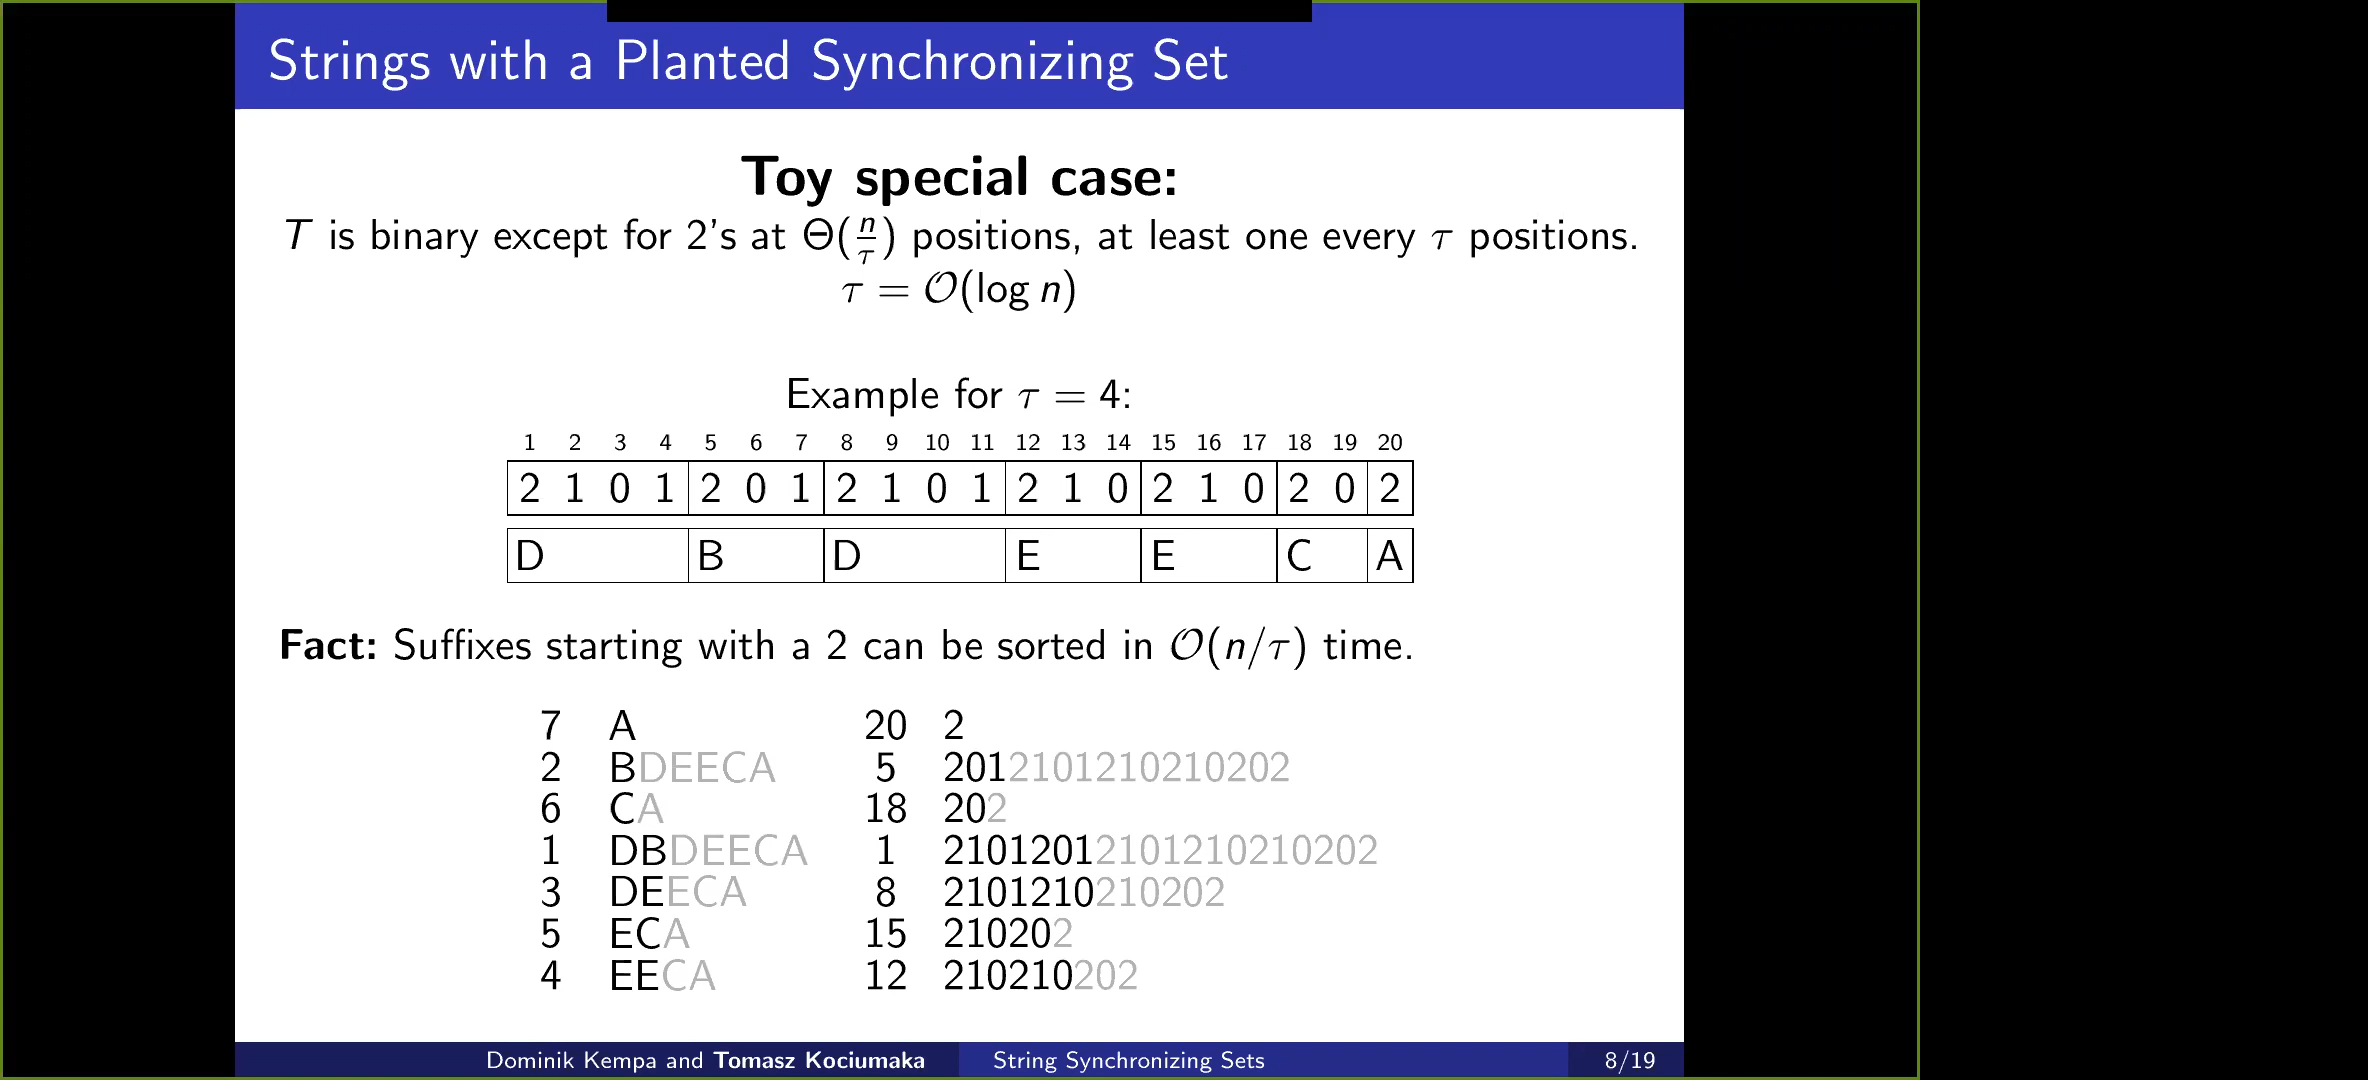 Strings with a Planted Synchronizing Set
Toy special case:
T is binary except for 2's at Θ(n/τ) positions, at least one every τ positions.
τ = O(log n)
Example for τ = 4:
1 2 3 4 5 6 7 8 9 10 11 12 13 14 15 16 17 18 19 20
2 1 0 1 2 0 1 2 1 0 1 2 1 0 2 1 0 2 0 2
D B D E E C A
Fact: Suffixes starting with a 2 can be sorted in O(n/τ) time.
7 A 20 2
2 BDEECA 5 2012101210210202
6 CA 18 202
1 DBDEECA 1 21012012101210210202
3 DEECA 8 2101210210202
5 ECA 15 210202
4 EECA 12 210210202
Dominik Kempa and Tomasz Kociumaka String Synchronizing Sets 8/19